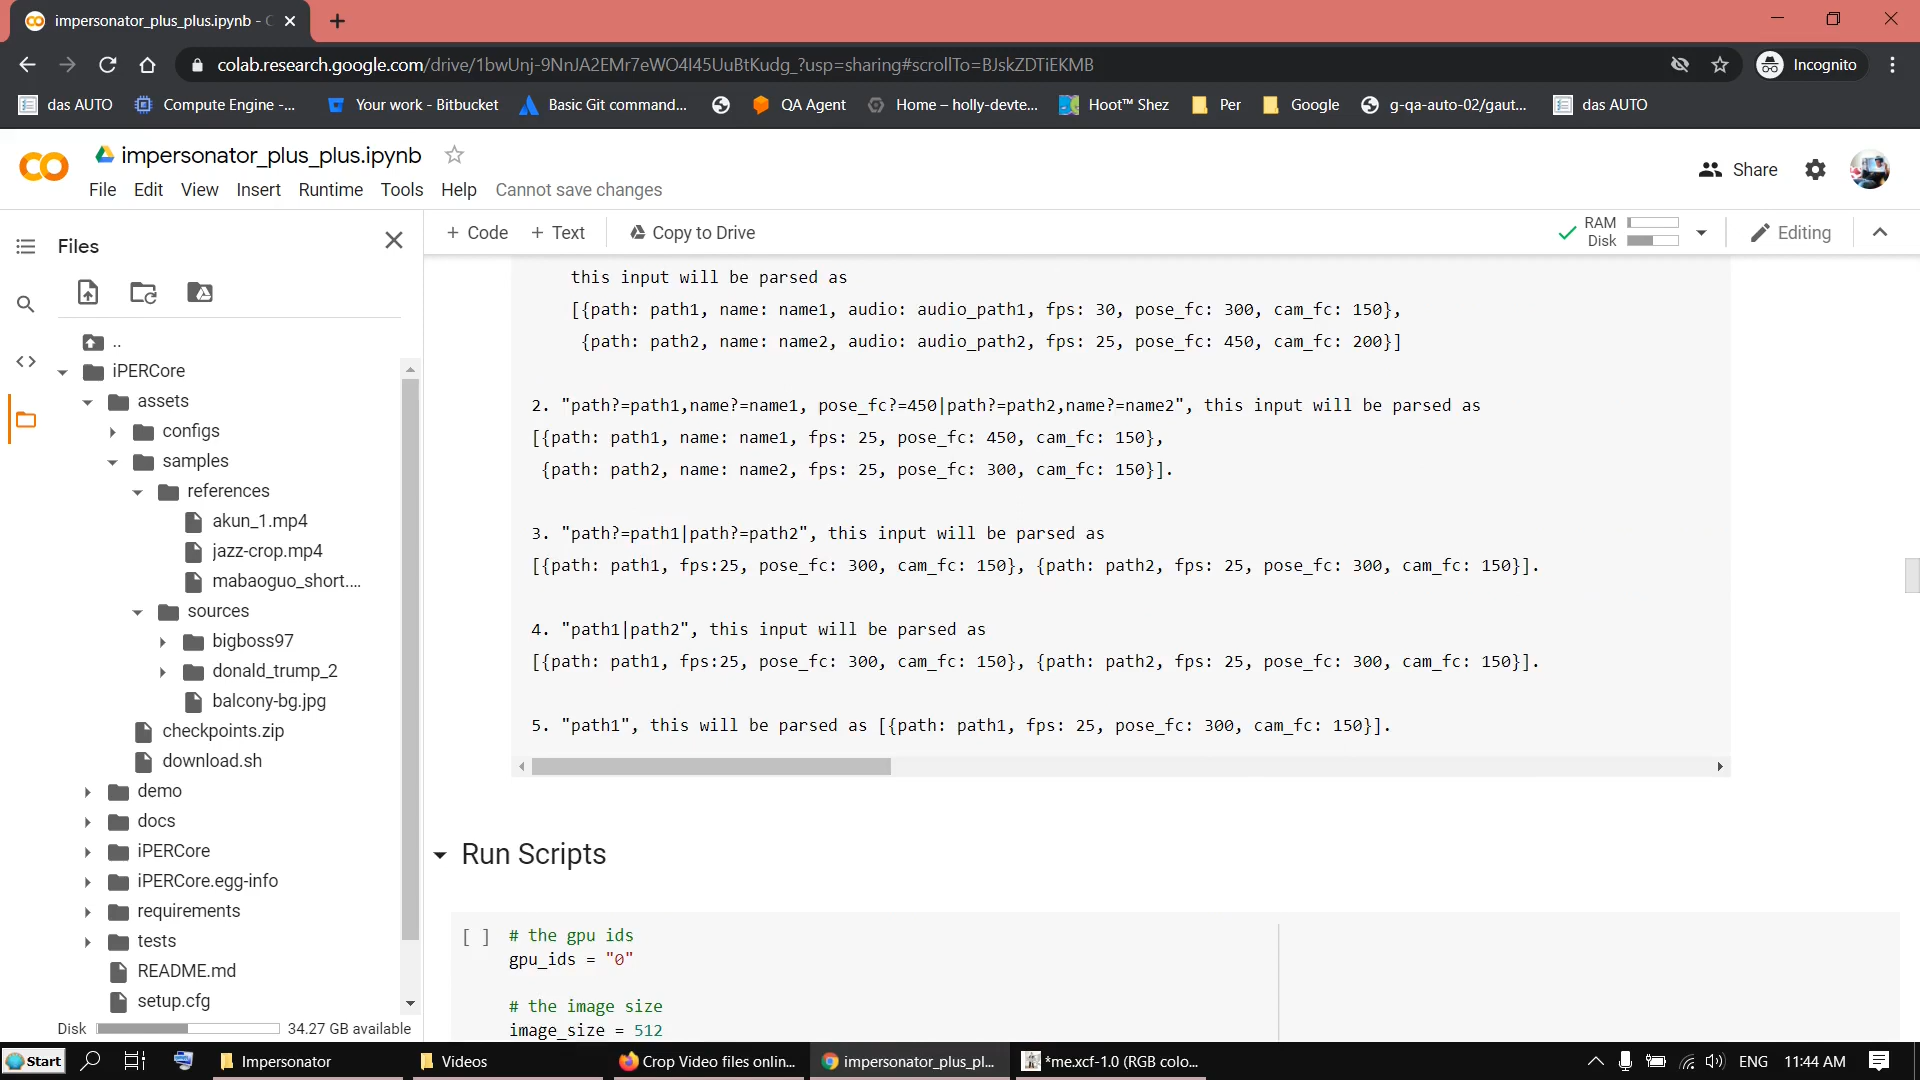 impersonator_plus_plus.ipynb - C
colab.research.google.com/drive/1bwUnj-9NnJA2EMr7eWO4I45UuBtKudg_?usp=sharing#scrollTo=BJskZDTiEKMB
Incognito
das AUTO
Compute Engine -...
Your work - Bitbucket
Basic Git command...
QA Agent
Home – holly-devte...
Hoot™ Shez
Per
Google
g-qa-auto-02/gaut...
das AUTO
impersonator_plus_plus.ipynb
File Edit View Insert Runtime Tools Help Cannot save changes
Share
+ Code + Text Copy to Drive
RAM
Disk
Editing
Files
..
iPERCore
assets
configs
samples
references
akun_1.mp4
jazz-crop.mp4
mabaoguo_short....
sources
bigboss97
donald_trump_2
balcony-bg.jpg
checkpoints.zip
download.sh
demo
docs
iPERCore
iPERCore.egg-info
requirements
tests
README.md
setup.cfg
Disk 34.27 GB available
this input will be parsed as
[{path: path1, name: name1, audio: audio_path1, fps: 30, pose_fc: 300, cam_fc: 150},
{path: path2, name: name2, audio: audio_path2, fps: 25, pose_fc: 450, cam_fc: 200}]
2. "path?=path1,name?=name1, pose_fc?=450|path?=path2,name?=name2", this input will be parsed as
[{path: path1, name: name1, fps: 25, pose_fc: 450, cam_fc: 150},
{path: path2, name: name2, fps: 25, pose_fc: 300, cam_fc: 150}].
3. "path?=path1|path?=path2", this input will be parsed as
[{path: path1, fps:25, pose_fc: 300, cam_fc: 150}, {path: path2, fps: 25, pose_fc: 300, cam_fc: 150}].
4. "path1|path2", this input will be parsed as
[{path: path1, fps:25, pose_fc: 300, cam_fc: 150}, {path: path2, fps: 25, pose_fc: 300, cam_fc: 150}].
5. "path1", this will be parsed as [{path: path1, fps: 25, pose_fc: 300, cam_fc: 150}].
Run Scripts
[ ] # the gpu ids
gpu_ids = "0"
# the image size
image_size = 512
Start
Impersonator
Videos
Crop Video files onlin...
impersonator_plus_pl...
*me.xcf-1.0 (RGB colo...
ENG
11:44 AM